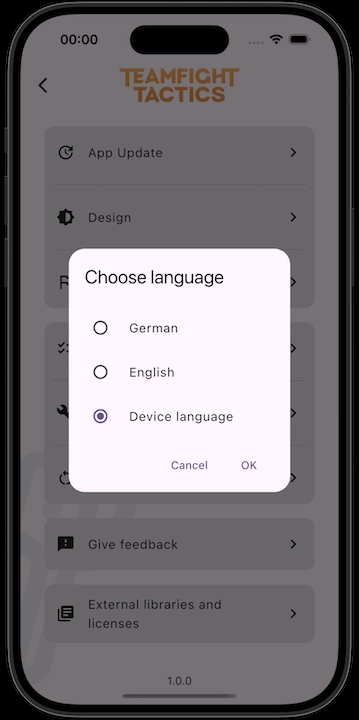 00:00
TEAMFIGHT
TACTICS
App Update
Design
Choose language
German
English
Device language
Cancel
OK
Give feedback
External libraries and
licenses
1.0.0